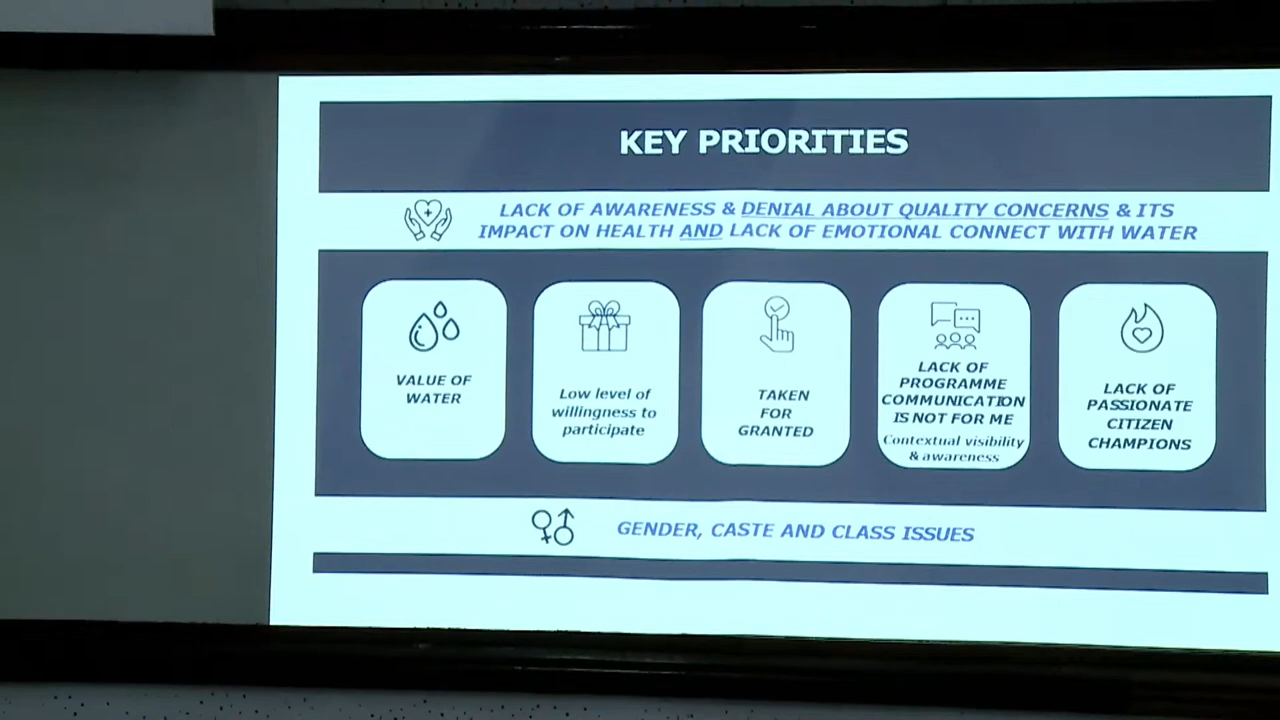 KEY PRIORITIES
LACK OF AWARENESS & DENIAL ABOUT QUALITY CONCERNS & ITS
IMPACT ON HEALTH AND LACK OF EMOTIONAL CONNECT WITH WATER
VALUE OF
WATER
Low level of
willingness to
participate
TAKEN
FOR
GRANTED
LACK OF
PROGRAMME
COMMUNICATION
IS NOT FOR ME
Contextual visibility
& awareness
LACK OF
PASSIONATE
CITIZEN
CHAMPIONS
GENDER, CASTE AND CLASS ISSUES